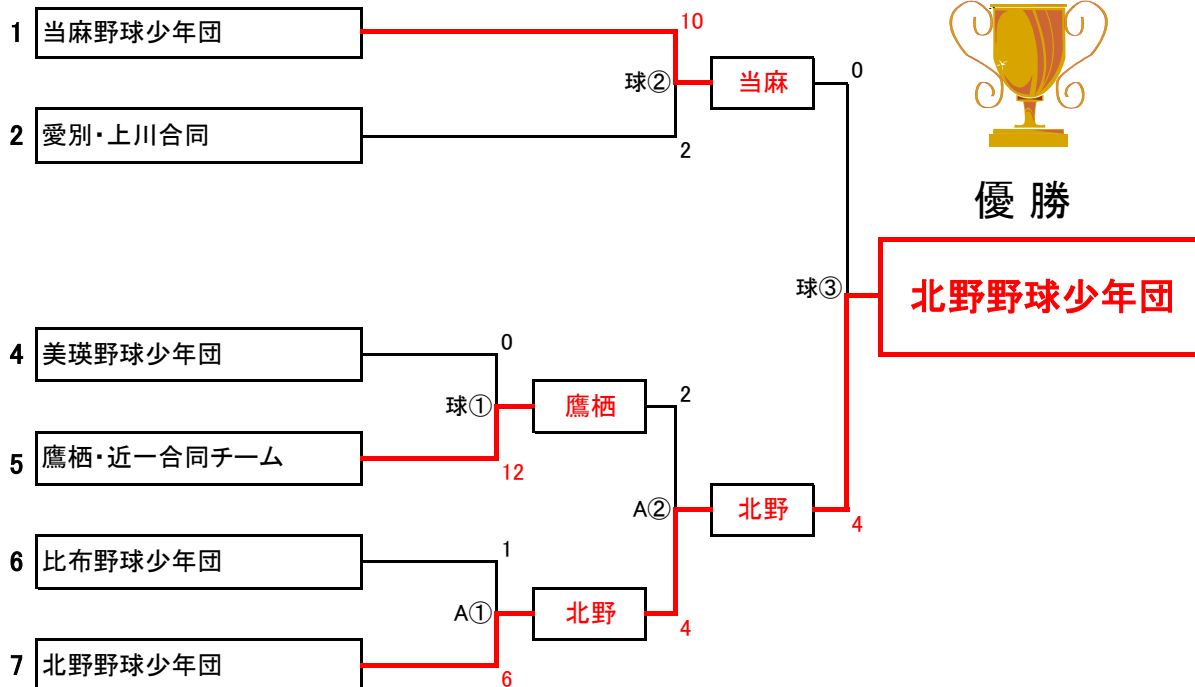 1 当麻野球少年団
10
球②
当麻
0
2 愛別・上川合同
2
優 勝
球③
北野野球少年団
4 美瑛野球少年団
0
球①
鷹栖
2
5 鷹栖・近一合同チーム
12
A②
北野
4
6 比布野球少年団
1
A①
北野
4
7 北野野球少年団
6